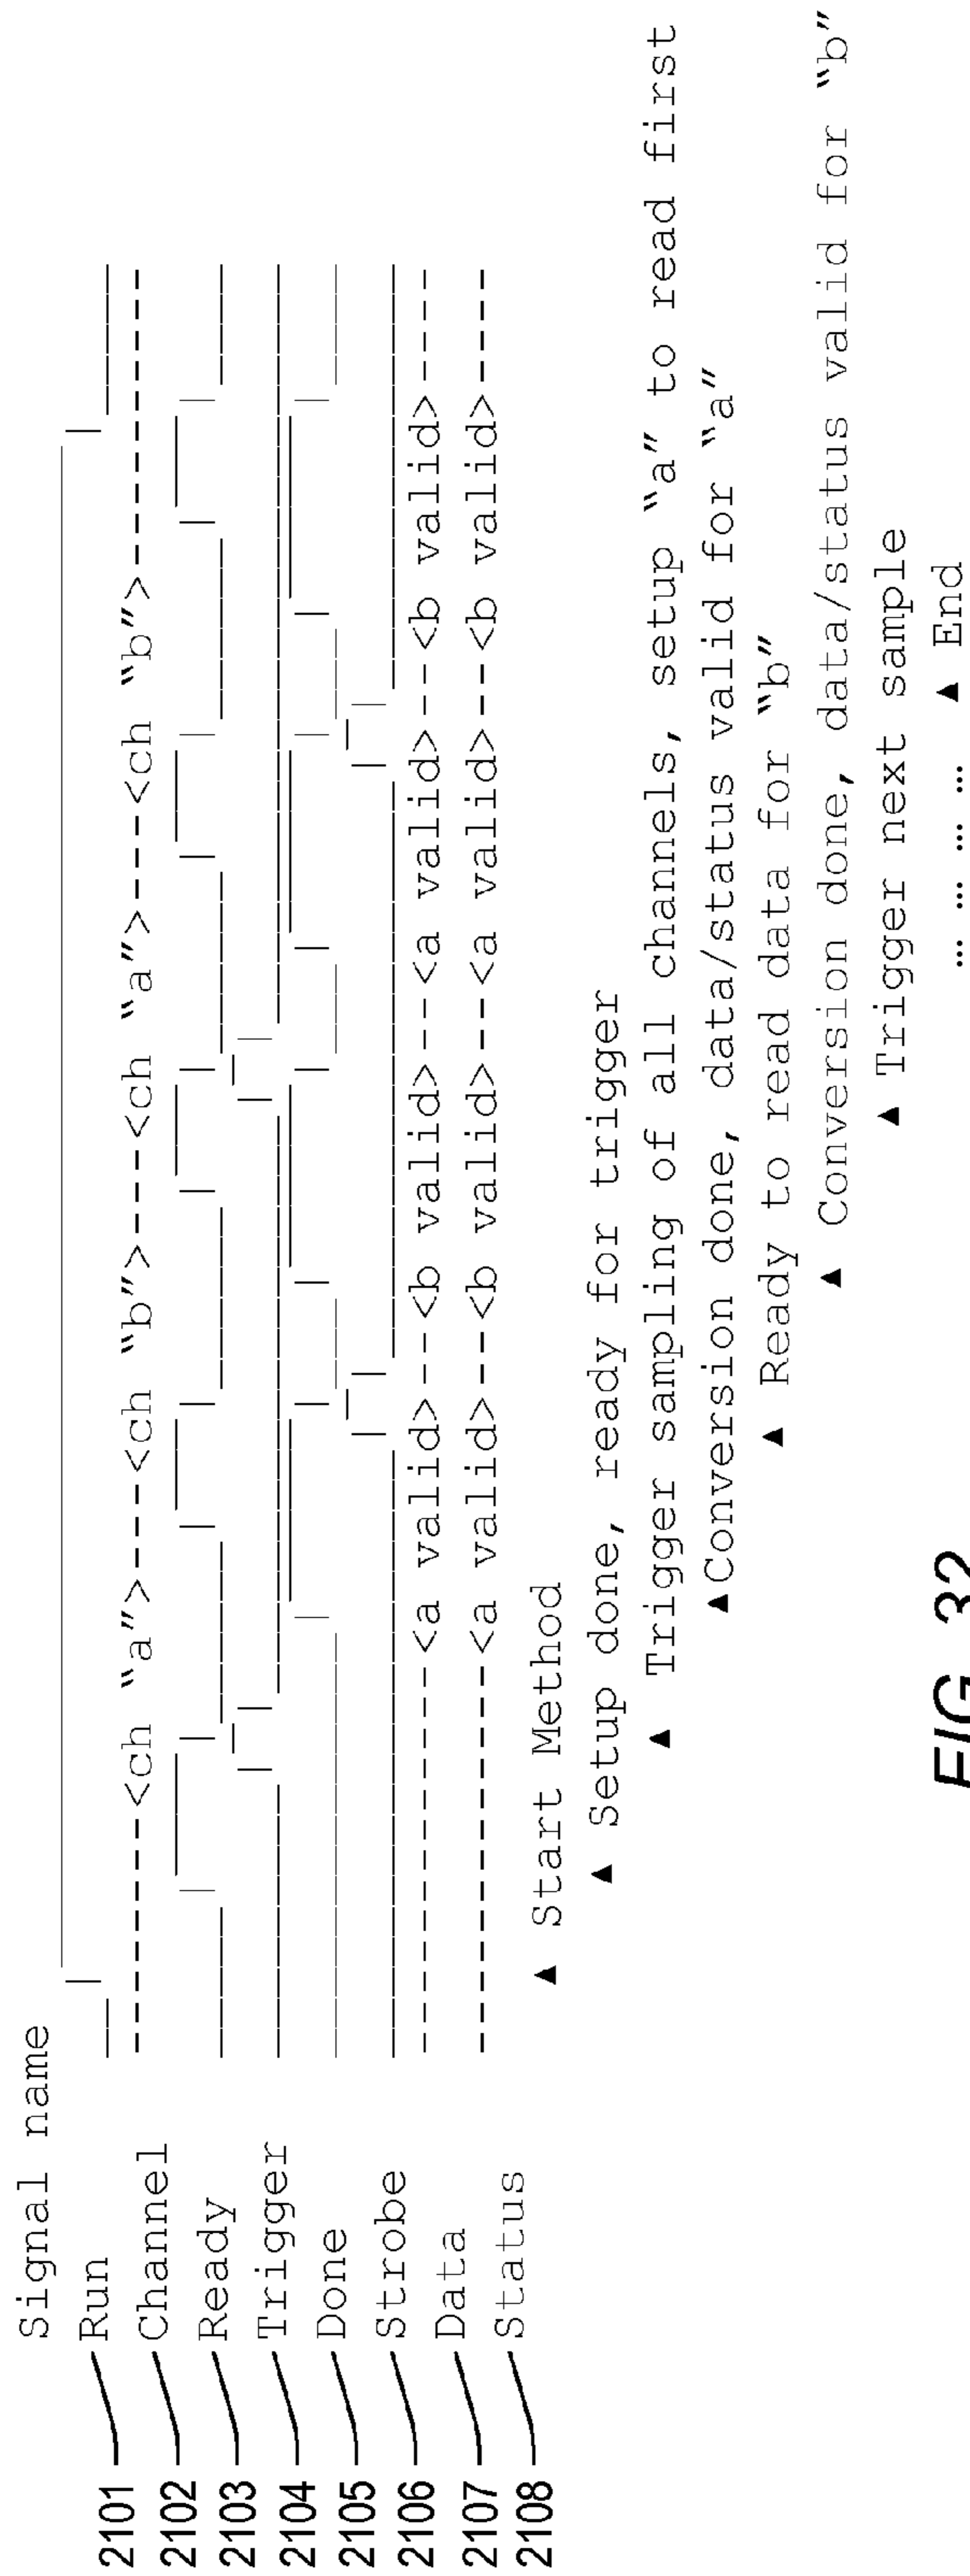 Signal name
2101 Run
2102 Channel <ch “a”> <ch “b”> <ch “a”> <ch “b”>
2103 Ready
2104 Trigger
2105 Done
2106 Strobe
2107 Data <a valid> <b valid> <a valid> <b valid>
2108 Status <a valid> <b valid> <a valid> <b valid>
▲ Start Method
▲ Setup done, ready for trigger
▲ Trigger sampling of all channels, setup “a” to read first
▲Conversion done, data/status valid for “a”
▲ Ready to read data for “b”
▲ Conversion done, data/status valid for “b”
▲ Trigger next sample
… … … … ▲ End
FIG. 32